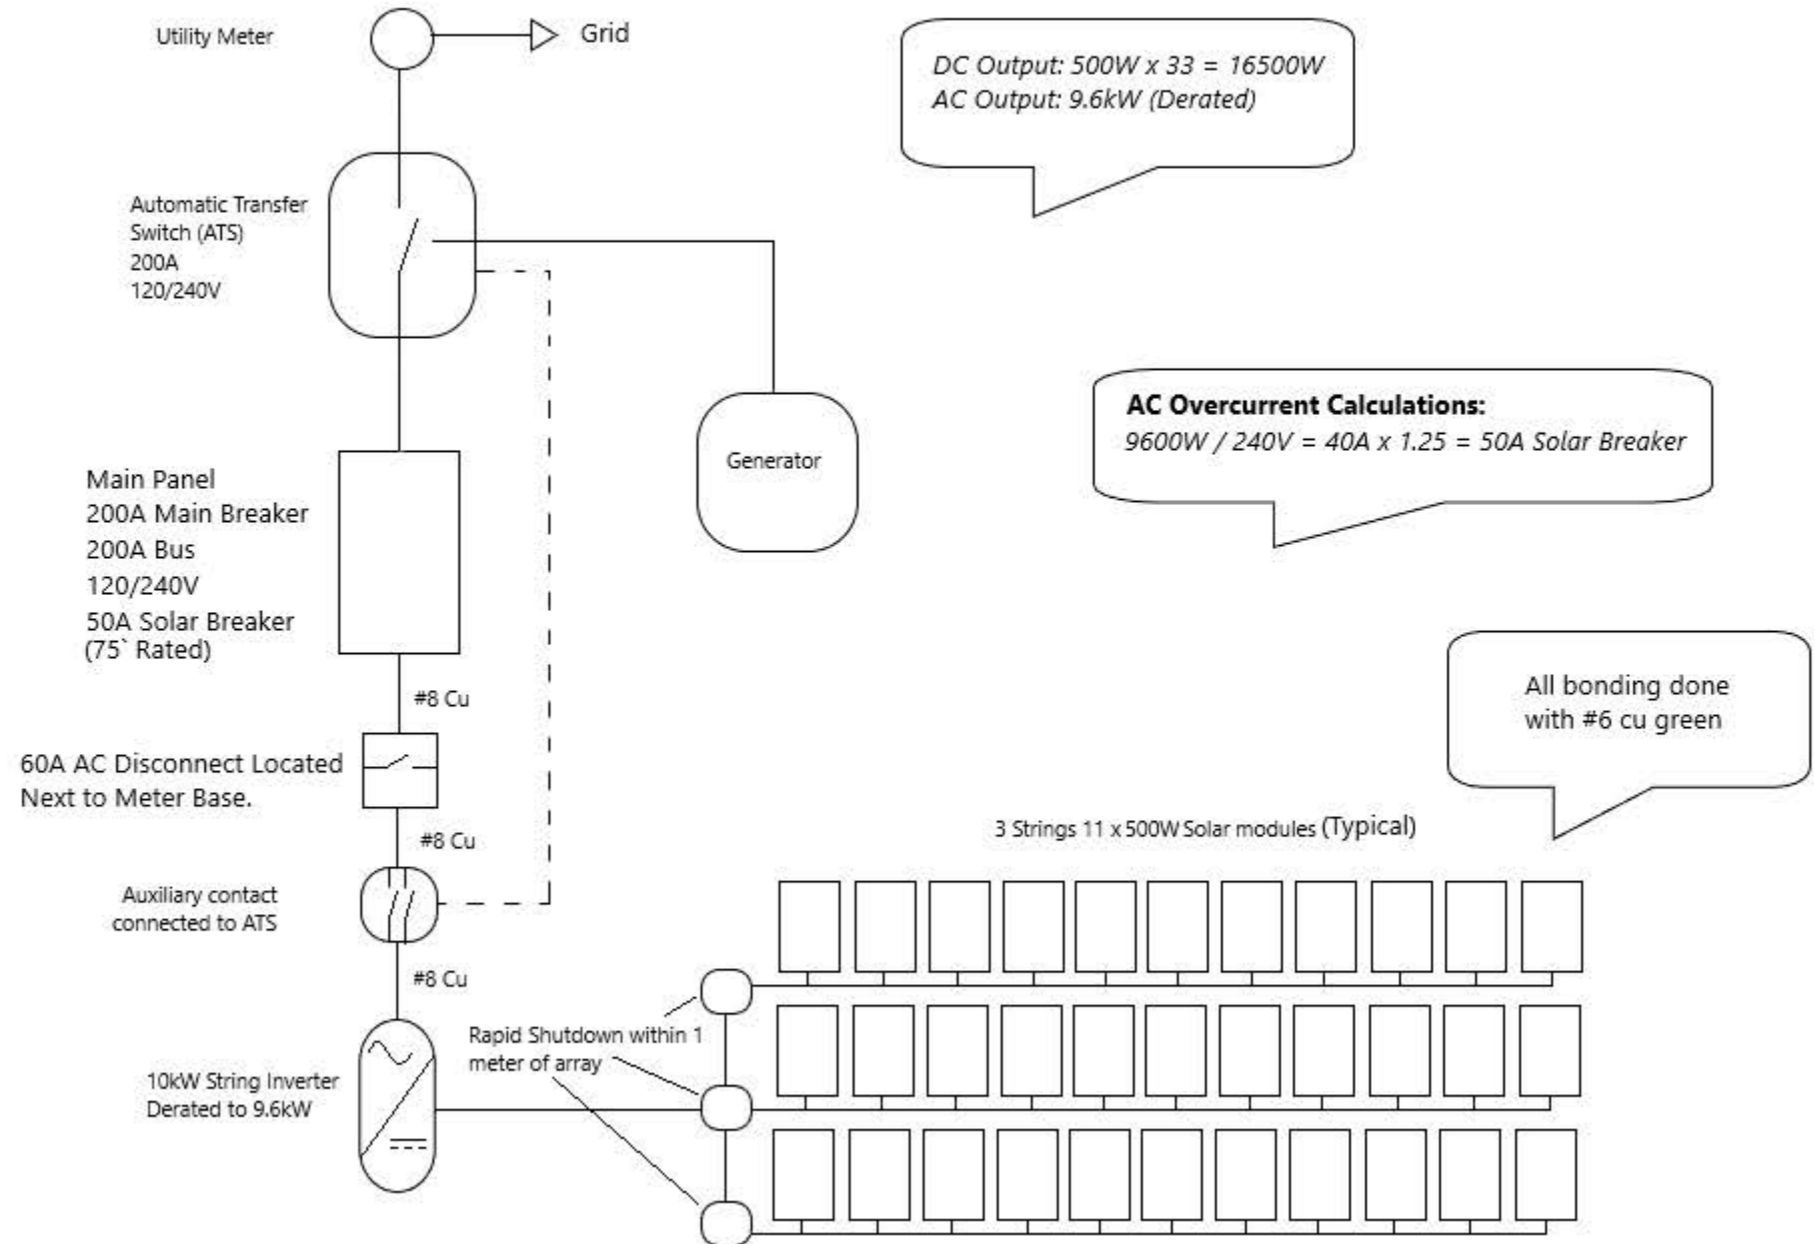 Utility Meter
Grid
DC Output: 500W x 33 = 16500W
AC Output: 9.6kW (Derated)
Automatic Transfer
Switch (ATS)
200A
120/240V
Generator
AC Overcurrent Calculations:
9600W / 240V = 40A x 1.25 = 50A Solar Breaker
Main Panel
200A Main Breaker
200A Bus
120/240V
50A Solar Breaker
(75` Rated)
#8 Cu
All bonding done
with #6 cu green
60A AC Disconnect Located
Next to Meter Base.
#8 Cu
3 Strings 11 x 500W Solar modules (Typical)
Auxiliary contact
connected to ATS
#8 Cu
Rapid Shutdown within 1
meter of array
10kW String Inverter
Derated to 9.6kW